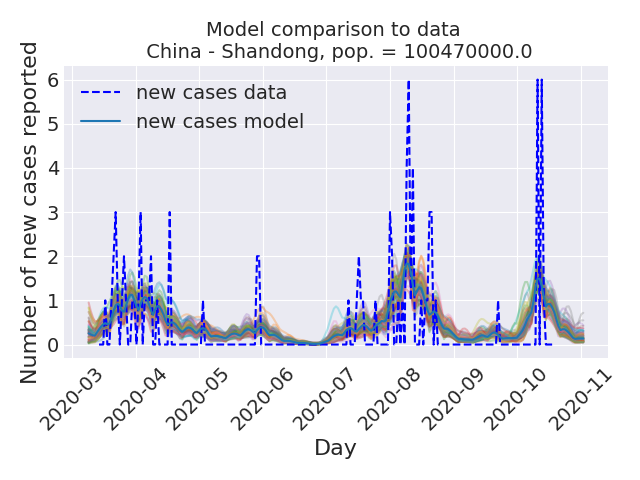 Model comparison to data
China - Shandong, pop. = 100470000.0
Number of new cases reported
6
5
4
3
2
1
0
new cases data
new cases model
2020-03
2020-04
2020-05
2020-06
2020-07
2020-08
2020-09
2020-10
2020-11
Day